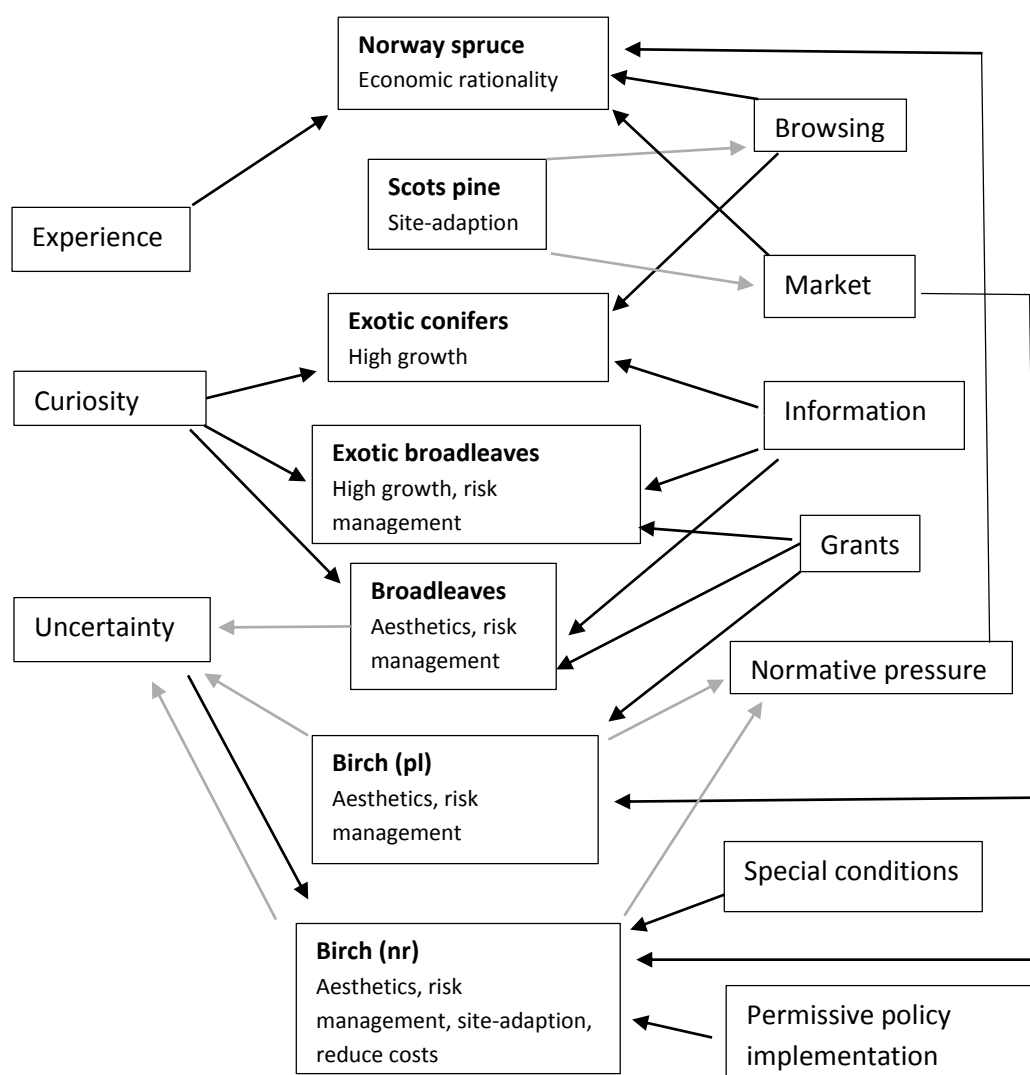 Norway spruce
Economic rationality
Browsing
Scots pine
Site-adaption
Experience
Market
Exotic conifers
High growth
Curiosity
Information
Exotic broadleaves
High growth, risk
management
Grants
Broadleaves
Aesthetics, risk
management
Uncertainty
Normative pressure
Birch (pl)
Aesthetics, risk
management
Special conditions
Birch (nr)
Aesthetics, risk
management, site-adaption,
reduce costs
Permissive policy
implementation